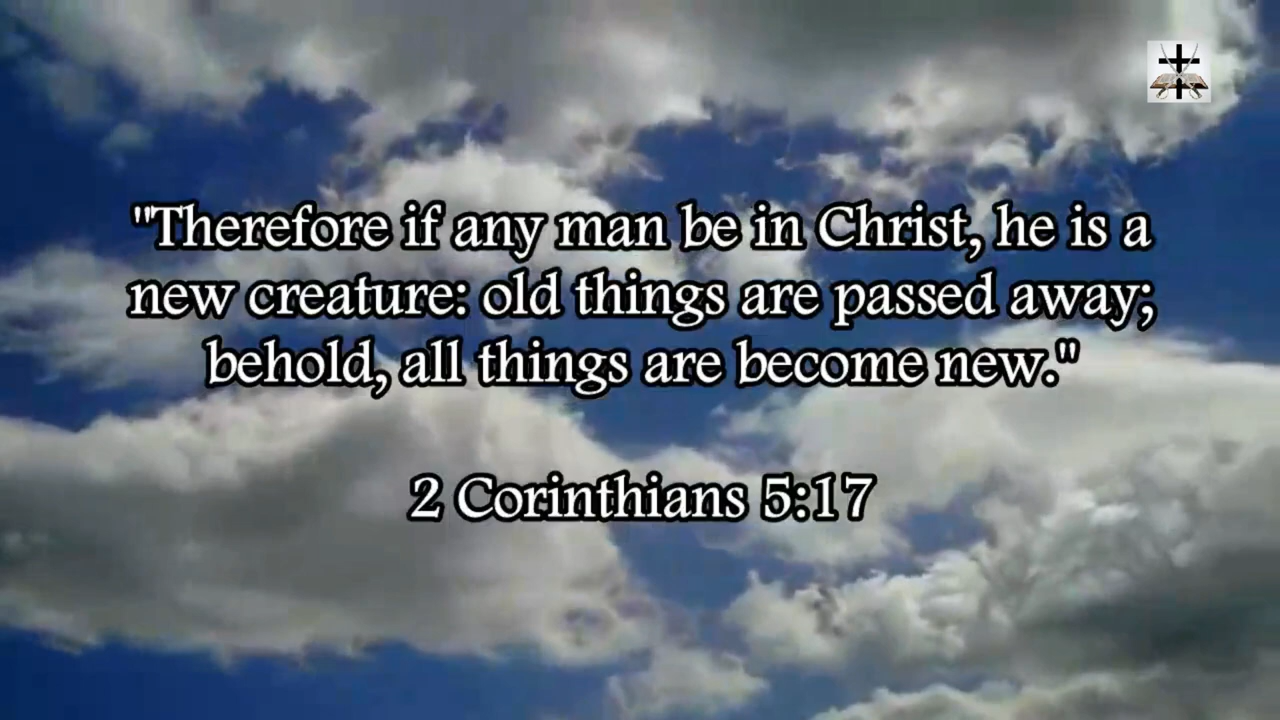 "Therefore if any man be in Christ, he is a
new creature: old things are passed away;
behold, all things are become new."
2 Corinthians 5:17